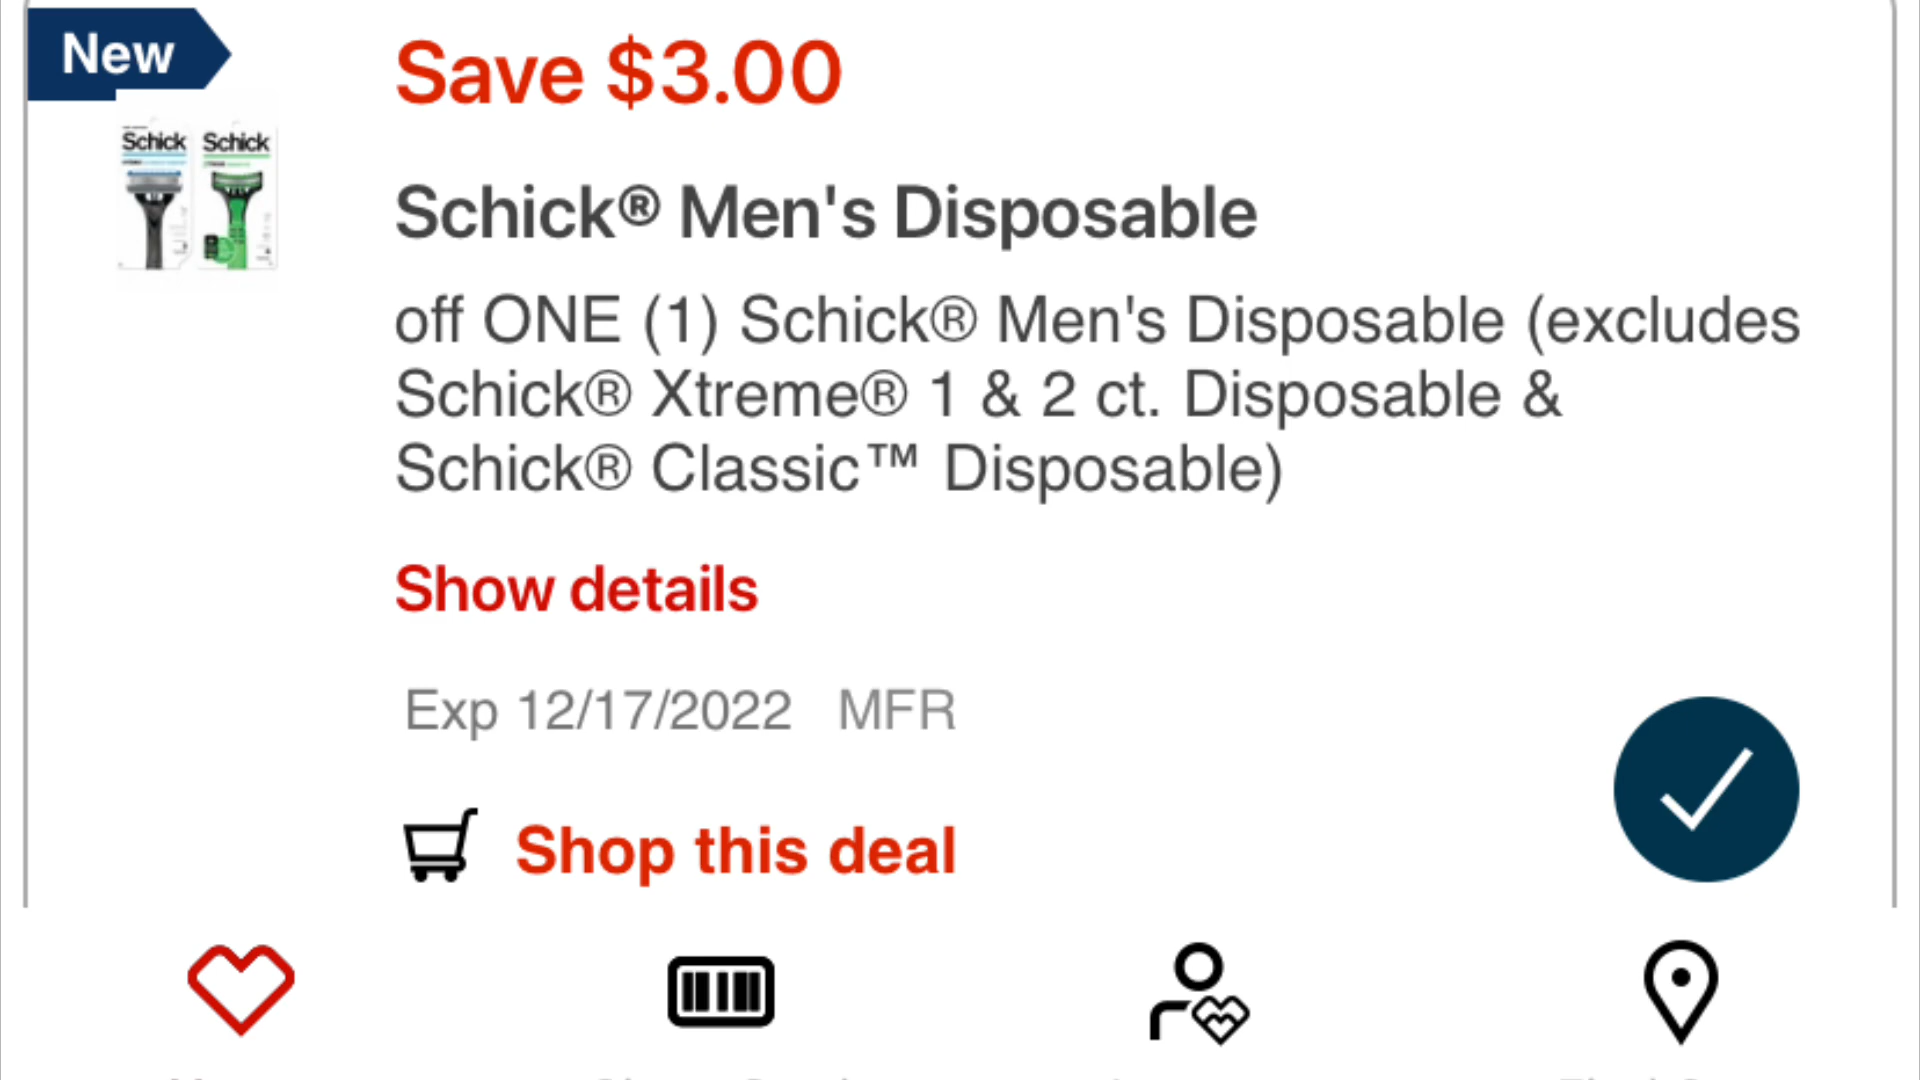 New
Save $3.00
Schick Schick
Schick® Men's Disposable
off ONE (1) Schick® Men's Disposable (excludes
Schick® Xtreme® 1 & 2 ct. Disposable &
Schick® Classic™ Disposable)
Show details
Exp 12/17/2022 MFR
Shop this deal